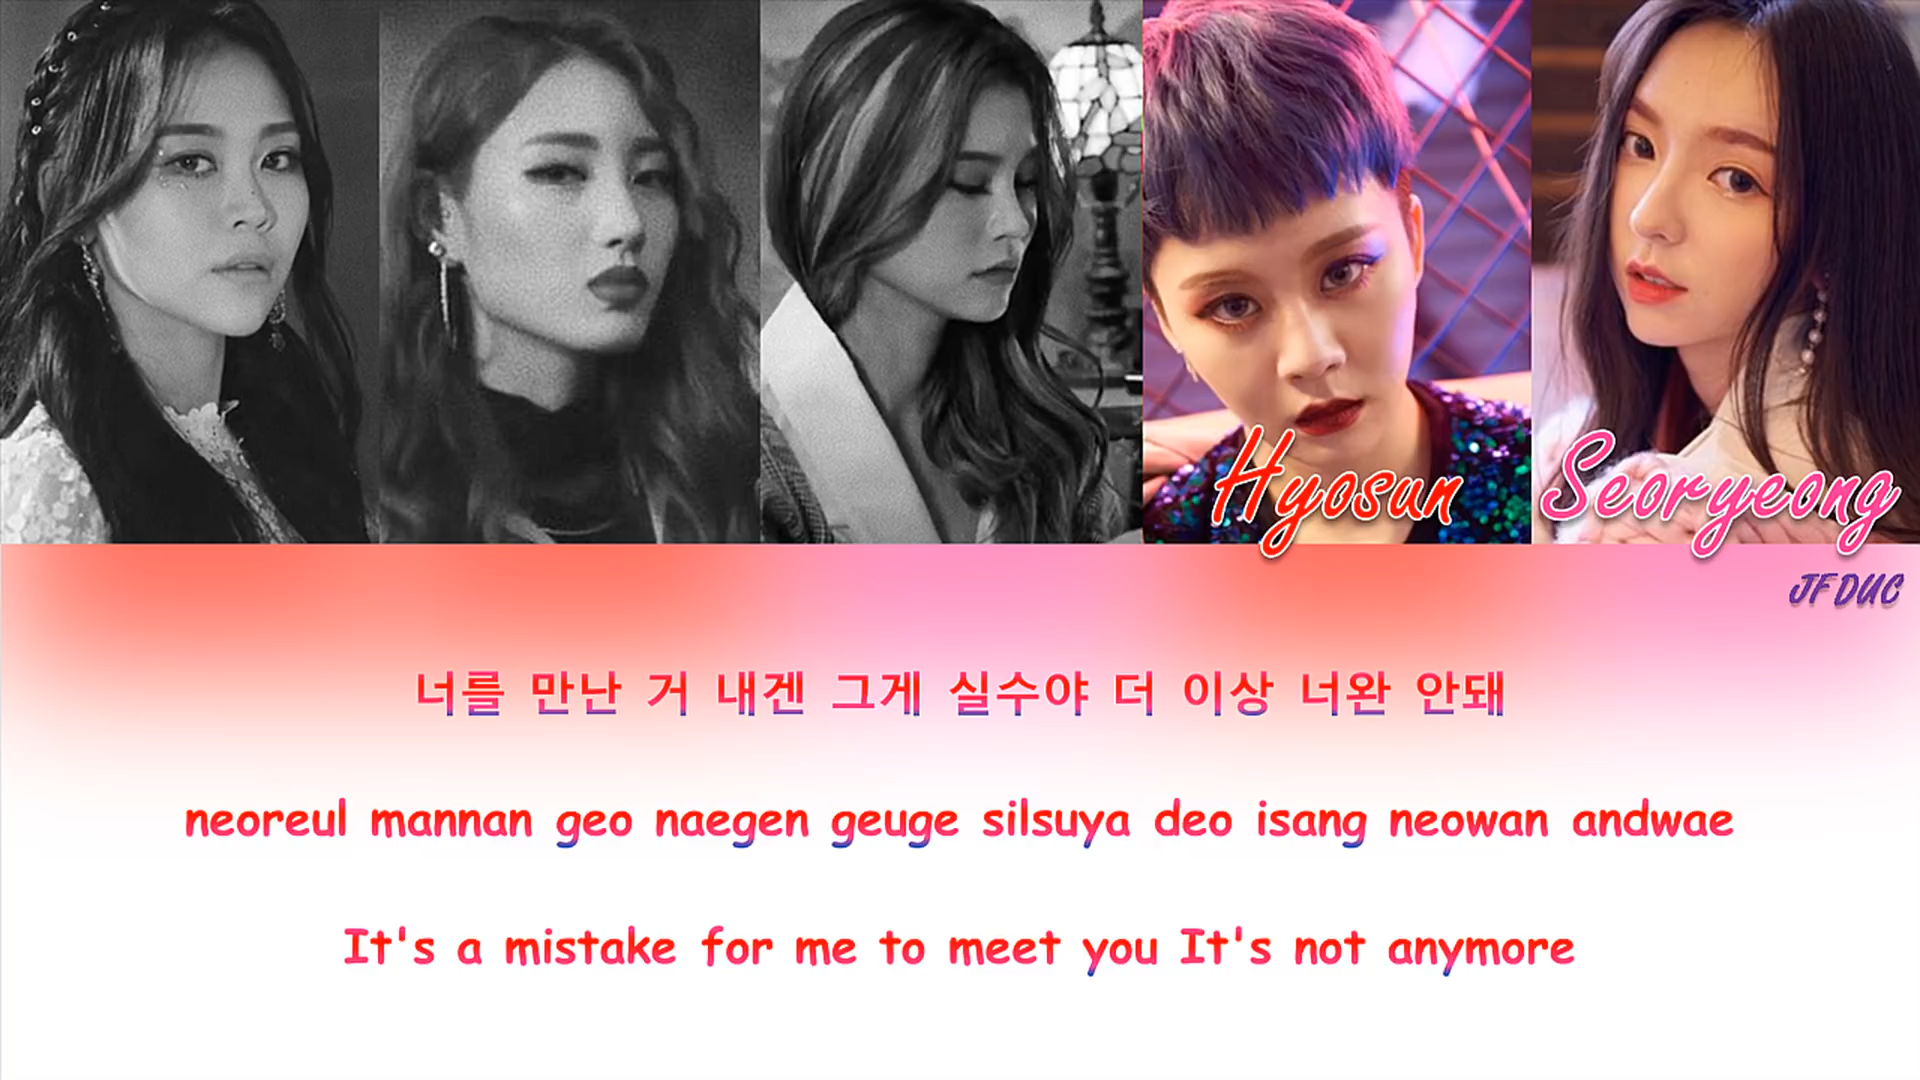 Hyosun
Seoryeong
JFDUC
너를 만난 거 내겐 그게 실수야 더 이상 너완 안돼
neoreul mannan geo naegen geuge silsuya deo isang neowan andwae
It's a mistake for me to meet you It's not anymore